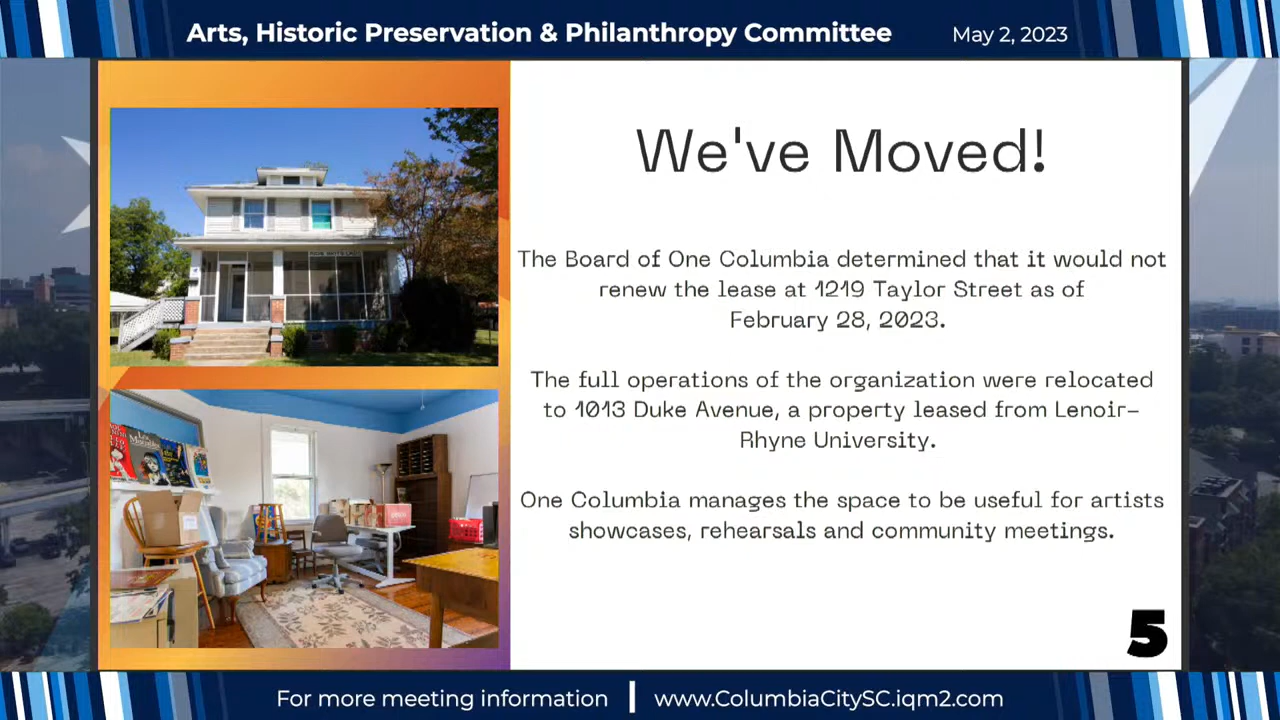 Arts, Historic Preservation & Philanthropy Committee
May 2, 2023
We've Moved!
The Board of One Columbia determined that it would not
renew the lease at 1219 Taylor Street as of
February 28, 2023.
The full operations of the organization were relocated
to 1013 Duke Avenue, a property leased from Lenoir-
Rhyne University.
One Columbia manages the space to be useful for artists
showcases, rehearsals and community meetings.
5
For more meeting information | www.ColumbiaCitySC.iqm2.com